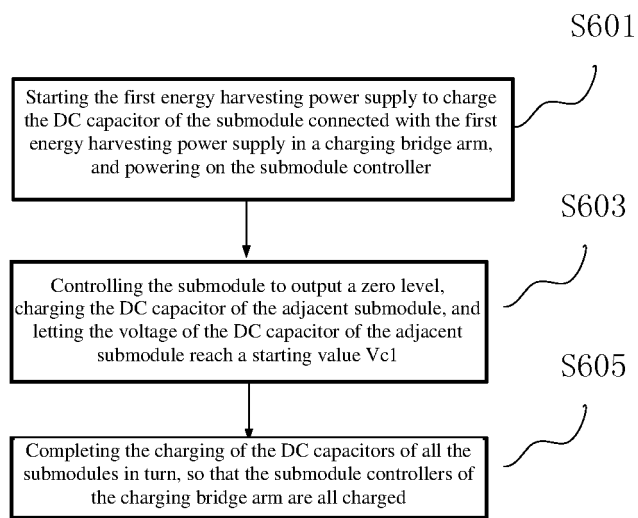 S601
Starting the first energy harvesting power supply to charge
the DC capacitor of the submodule connected with the first
energy harvesting power supply in a charging bridge arm,
and powering on the submodule controller
S603
Controlling the submodule to output a zero level,
charging the DC capacitor of the adjacent submodule, and
letting the voltage of the DC capacitor of the adjacent
submodule reach a starting value Vc1
S605
Completing the charging of the DC capacitors of all the
submodules in turn, so that the submodule controllers of
the charging bridge arm are all charged